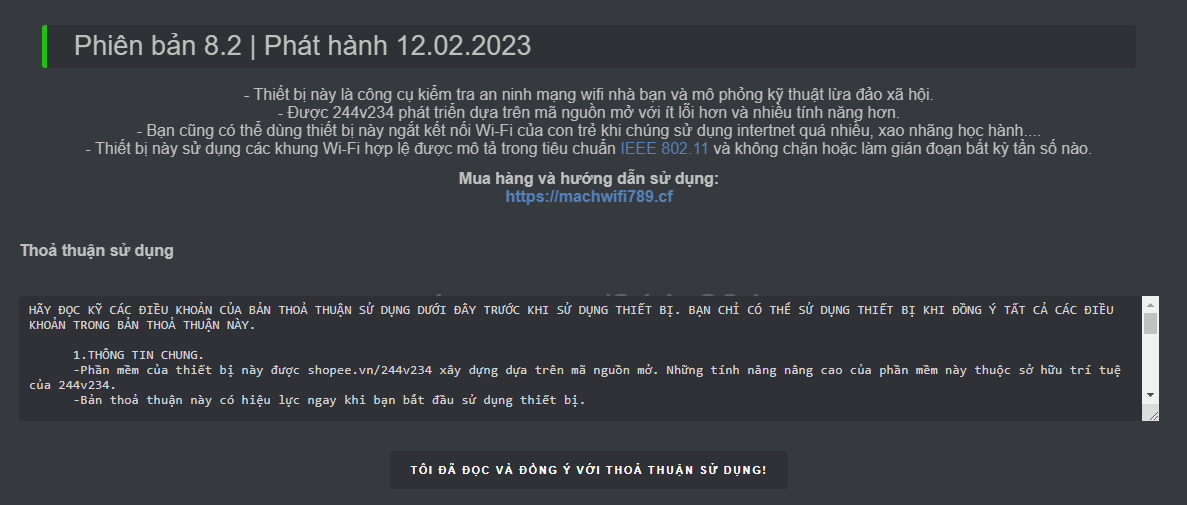 Phiên bản 8.2 | Phát hành 12.02.2023
- Thiết bị này là công cụ kiểm tra an ninh mạng wifi nhà bạn và mô phỏng kỹ thuật lừa đảo xã hội.
- Được 244v234 phát triển dựa trên mã nguồn mở với ít lỗi hơn và nhiều tính năng hơn.
- Bạn cũng có thể dùng thiết bị này ngắt kết nối Wi-Fi của con trẻ khi chúng sử dụng intertnet quá nhiều, xao nhãng học hành....
- Thiết bị này sử dụng các khung Wi-Fi hợp lệ được mô tả trong tiêu chuẩn IEEE 802.11 và không chặn hoặc làm gián đoạn bất kỳ tần số nào.
Mua hàng và hướng dẫn sử dụng:
https://machwifi789.cf
Thoả thuận sử dụng
HÃY ĐỌC KỸ CÁC ĐIỀU KHOẢN CỦA BẢN THOẢ THUẬN SỬ DỤNG DƯỚI ĐÂY TRƯỚC KHI SỬ DỤNG THIẾT BỊ. BẠN CHỈ CÓ THỂ SỬ DỤNG THIẾT BỊ KHI ĐỒNG Ý TẤT CẢ CÁC ĐIỀU
KHOẢN TRONG BẢN THOẢ THUẬN NÀY.
1.THÔNG TIN CHUNG.
-Phần mềm của thiết bị này được shopee.vn/244v234 xây dựng dựa trên mã nguồn mở. Những tính năng nâng cao của phần mềm này thuộc sở hữu trí tuệ
của 244v234.
-Bản thoả thuận này có hiệu lực ngay khi bạn bắt đầu sử dụng thiết bị.
TÔI ĐÃ ĐỌC VÀ ĐỒNG Ý VỚI THOẢ THUẬN SỬ DỤNG!